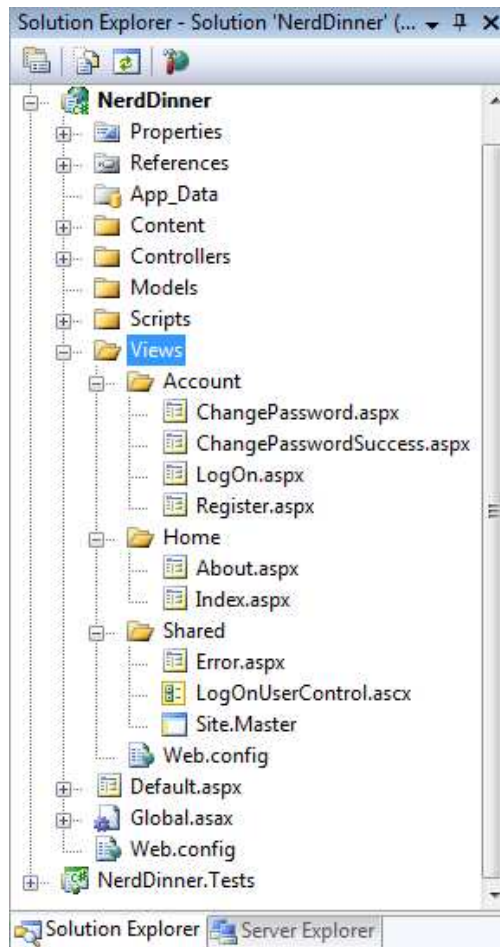 Solution Explorer - Solution 'NerdDinner' (...
NerdDinner
Properties
References
App_Data
Content
Controllers
Models
Scripts
Views
Account
ChangePassword.aspx
ChangePasswordSuccess.aspx
LogOn.aspx
Register.aspx
Home
About.aspx
Index.aspx
Shared
Error.aspx
LogOnUserControl.ascx
Site.Master
Web.config
Default.aspx
Global.asax
Web.config
NerdDinner.Tests
Solution Explorer Server Explorer